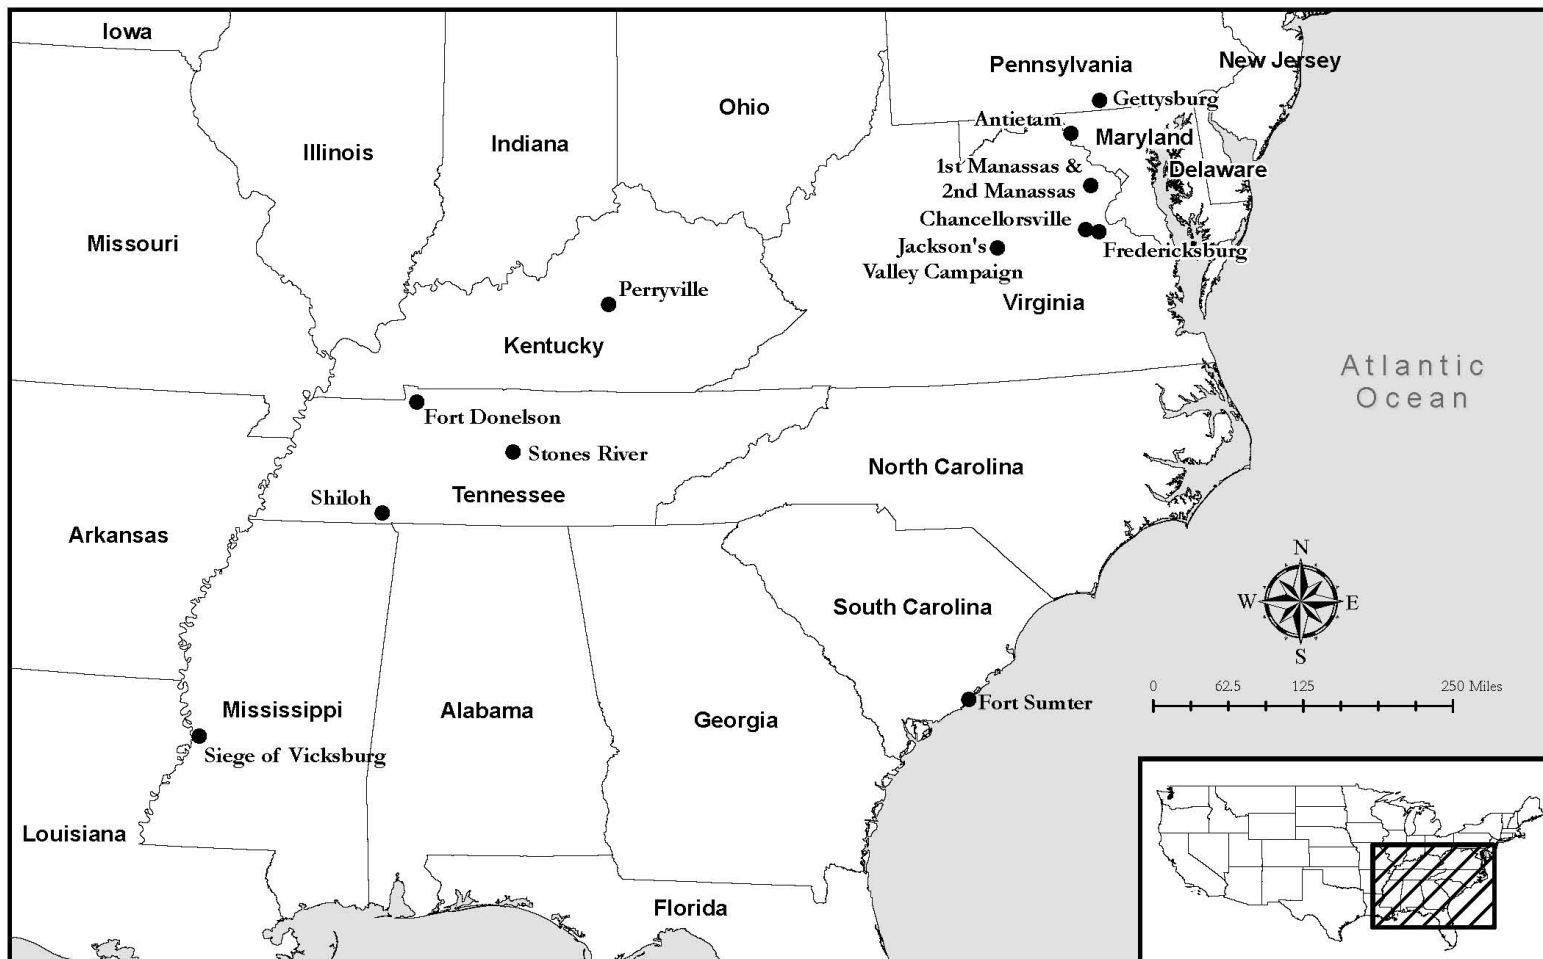 Iowa
Pennsylvania
New Jersey
Ohio
Gettysburg
Antietam
Maryland
Illinois
Indiana
1st Manassas &
2nd Manassas
Delaware
Chancellorsville
Missouri
Jackson's
Valley Campaign
Fredericksburg
Perryville
Virginia
Kentucky
Atlantic
Ocean
Fort Donelson
Stones River
North Carolina
Shiloh
Tennessee
Arkansas
N
W
E
S
South Carolina
0 62.5 125 250 Miles
Fort Sumter
Mississippi
Alabama
Georgia
Siege of Vicksburg
Louisiana
Florida